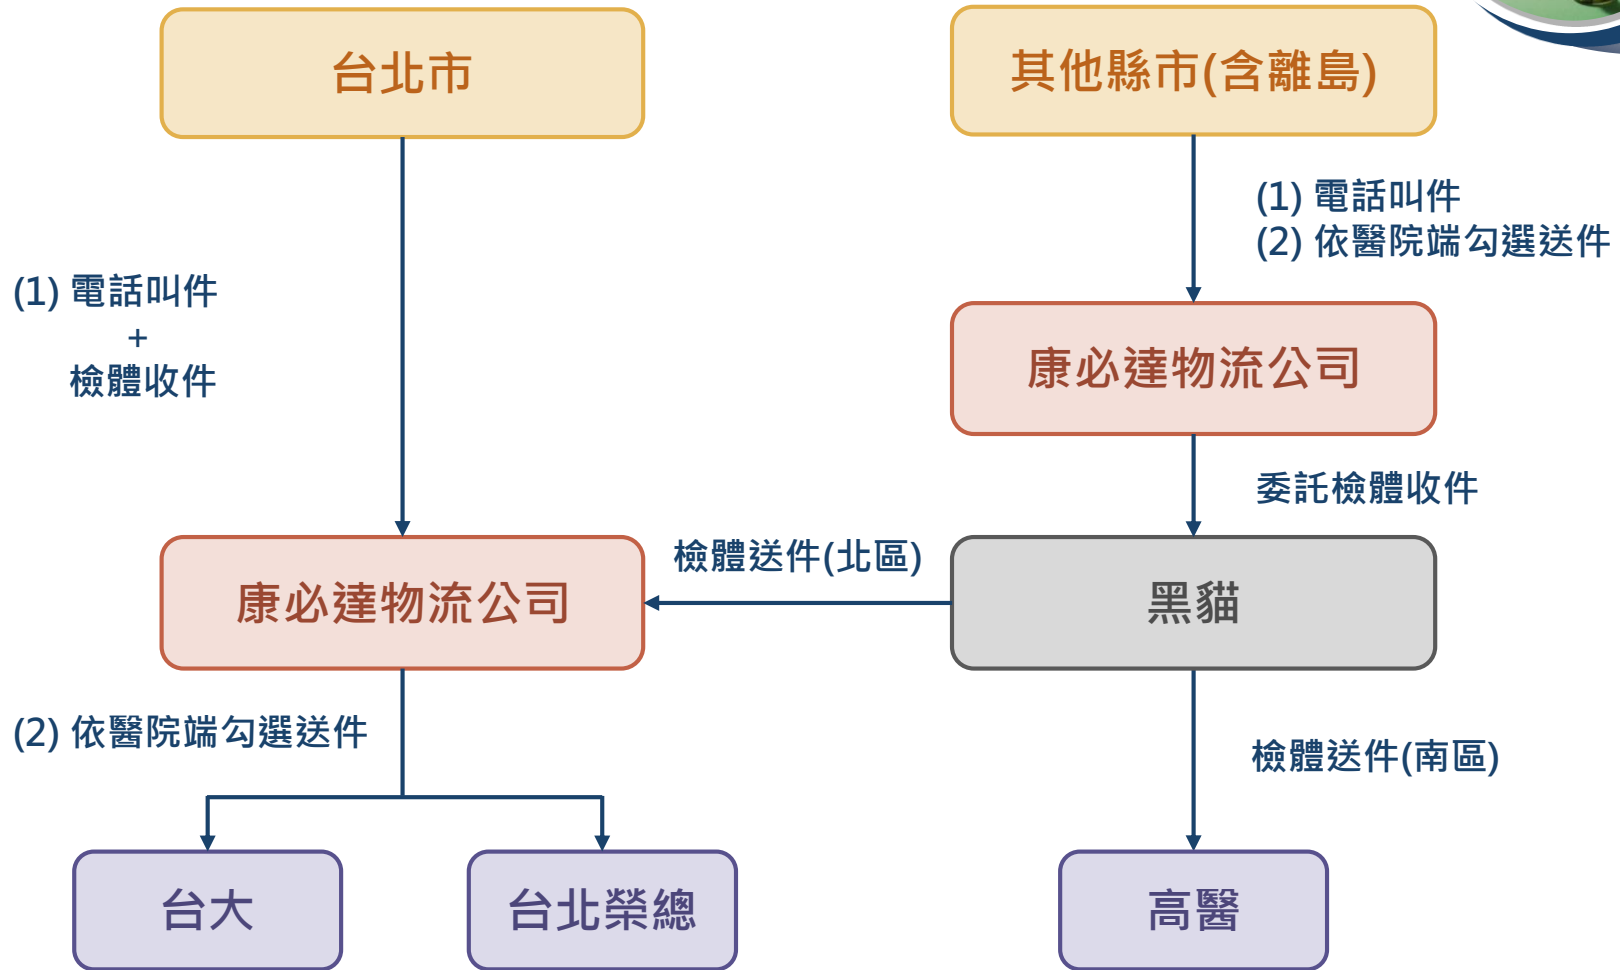 台北市
其他縣市(含離島)
(1) 電話叫件
(2) 依醫院端勾選送件
(1) 電話叫件
+
檢體收件
康必達物流公司
委託檢體收件
檢體送件(北區)
康必達物流公司
黑貓
(2) 依醫院端勾選送件
檢體送件(南區)
台大
台北榮總
高醫